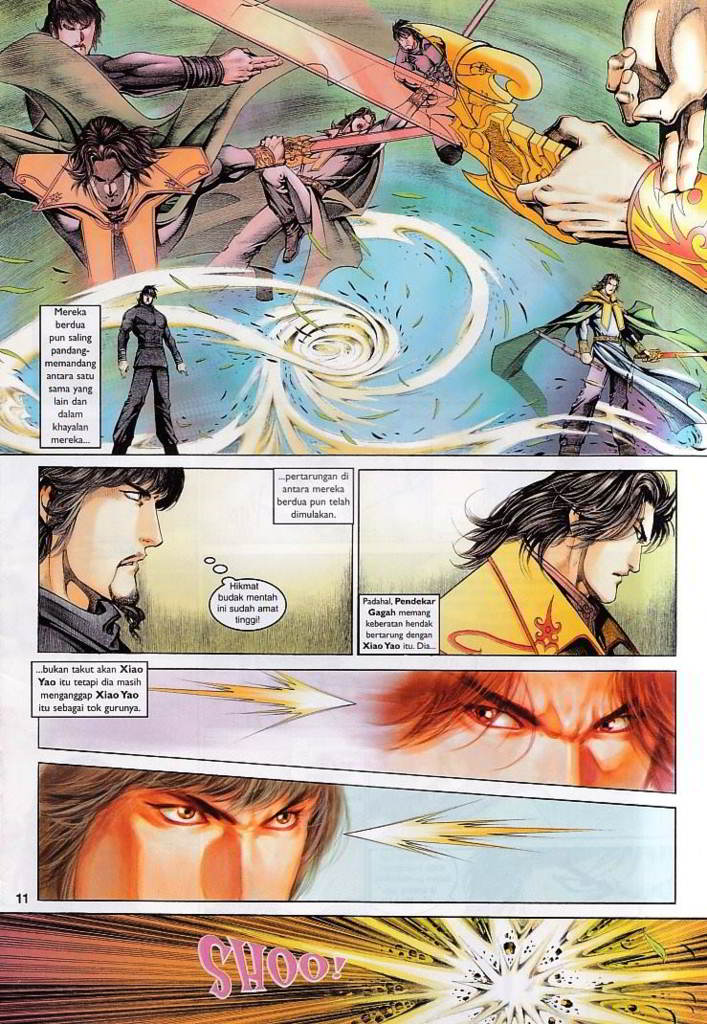 Mereka
berdua
pun saling
pandang-
memandang
antara satu
sama yang
lain dan
dalam
khayalan
mereka...
...pertarungan di
antara mereka
berdua pun telah
dimulakan.
Hikmat
budak mentah
ini sudah amat
tinggi!
Padahal, Pendekar
Gagah memang
keberatan hendak
bertarung dengan
Xiao Yao itu. Dia...
...bukan takut akan Xiao
Yao itu tetapi dia masih
menganggap Xiao Yao
itu sebagai tok gurunya.
11
SHOO!